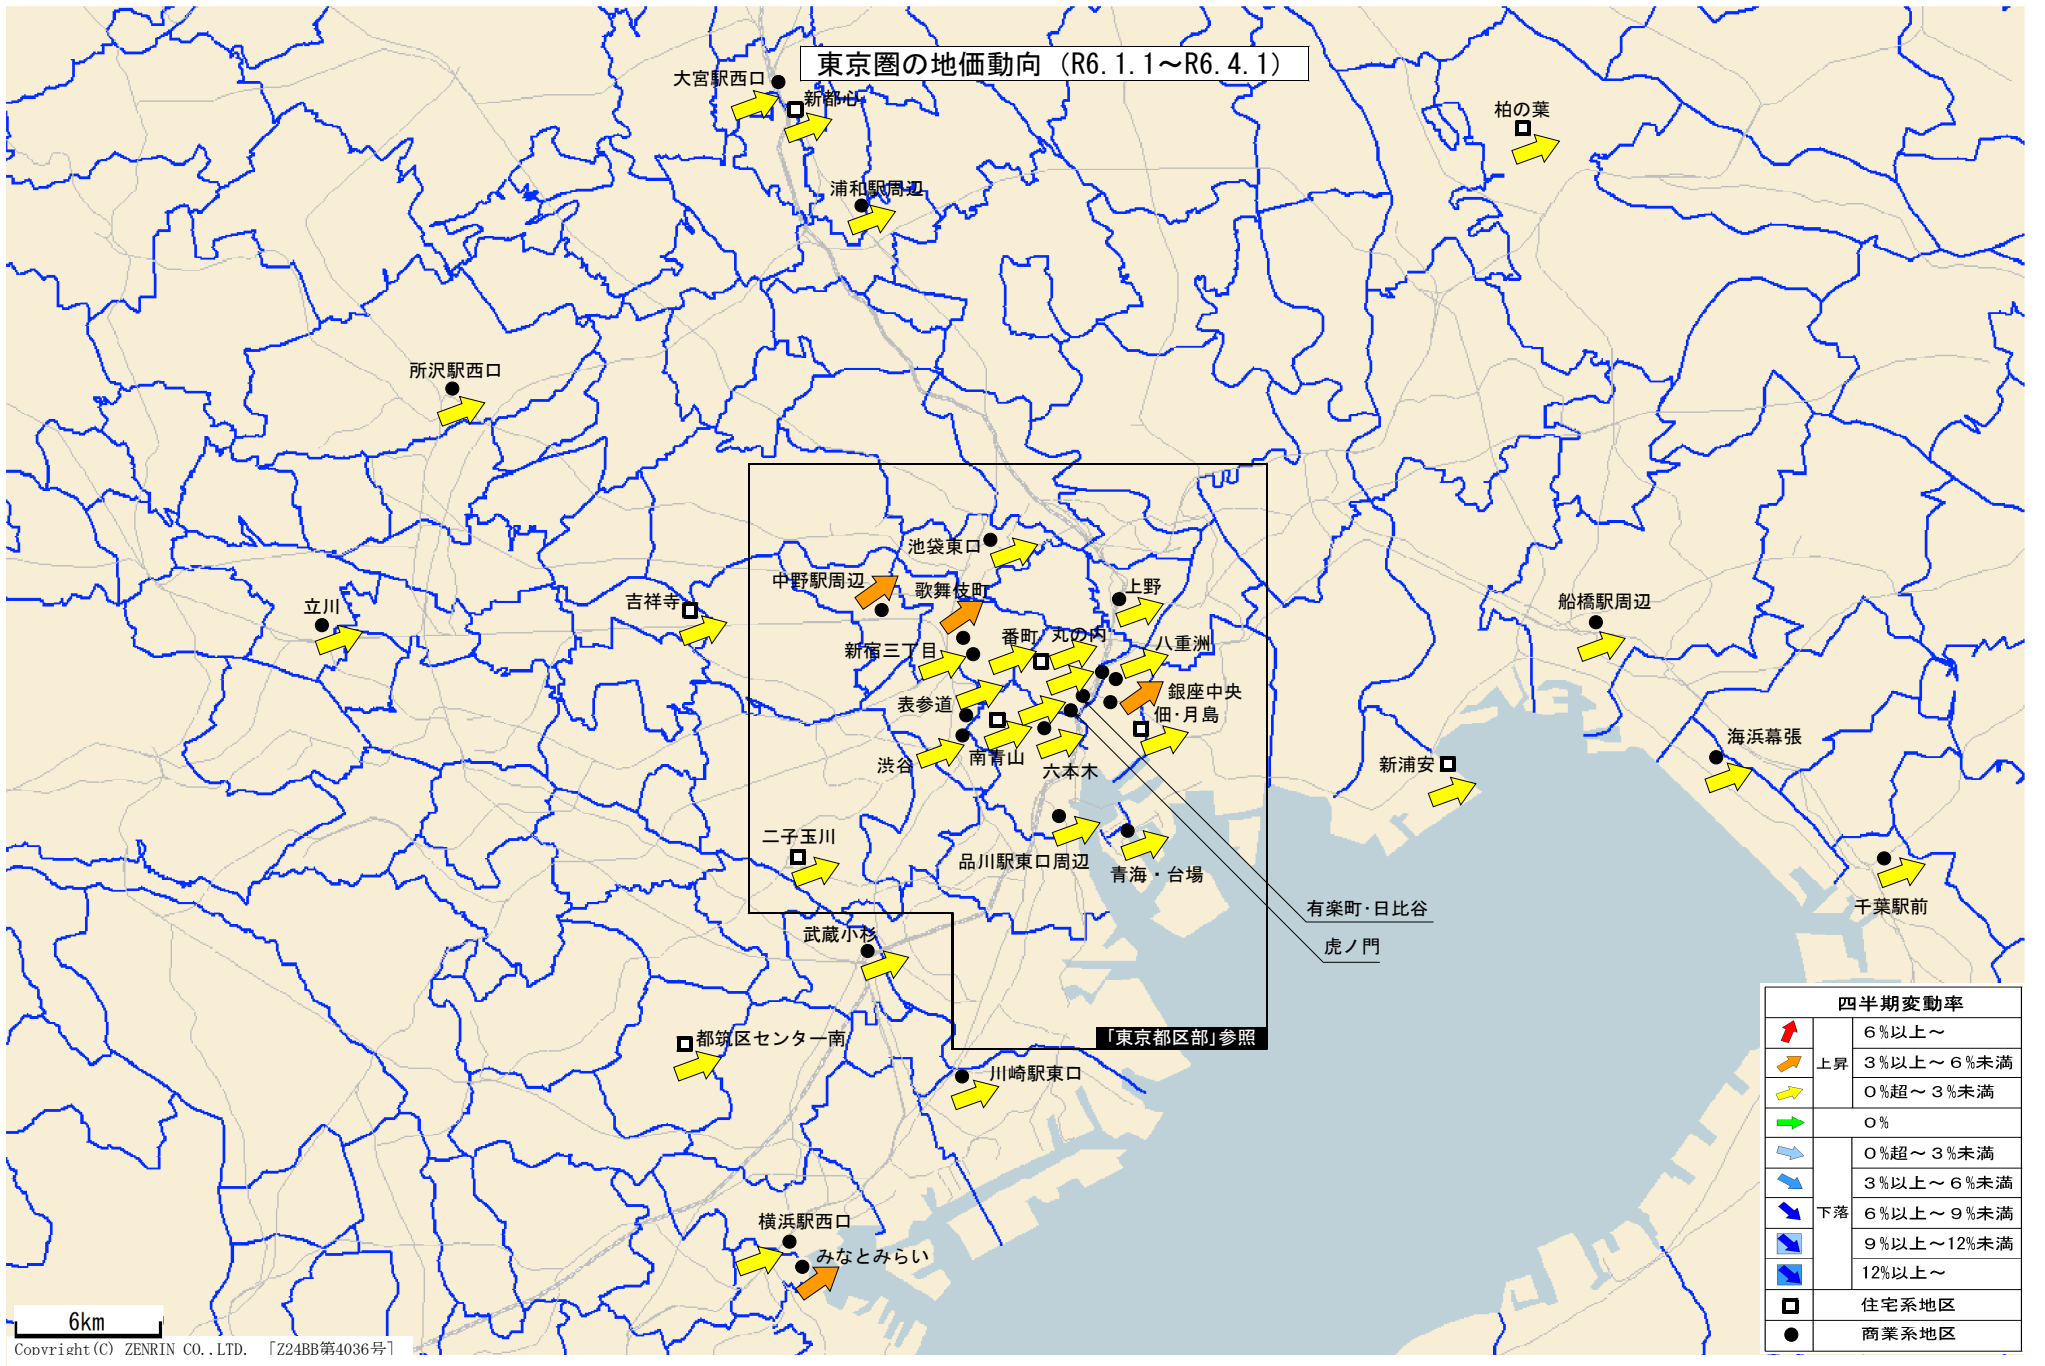 東京圏の地価動向 (R6.1.1～R6.4.1)
大宮駅西口
新都心
柏の葉
浦和駅周辺
所沢駅西口
池袋東口
中野駅周辺
歌舞伎町
上野
立川
吉祥寺
船橋駅周辺
新宿三丁目
番町
丸の内
八重洲
銀座中央
佃･月島
表参道
南青山
渋谷
六本木
新浦安
海浜幕張
二子玉川
品川駅東口周辺
青海・台場
有楽町･日比谷
千葉駅前
武蔵小杉
虎ノ門
都筑区センター南
｢東京都区部｣参照
川崎駅東口
横浜駅西口
みなとみらい
四半期変動率
上昇
6%以上～
3%以上～6%未満
0%超～3%未満
0%
下落
0%超～3%未満
3%以上～6%未満
6%以上～9%未満
9%以上～12%未満
12%以上～
住宅系地区
商業系地区
6km
Copyright(C) ZENRIN CO.,LTD. ［Z24BB第4036号］